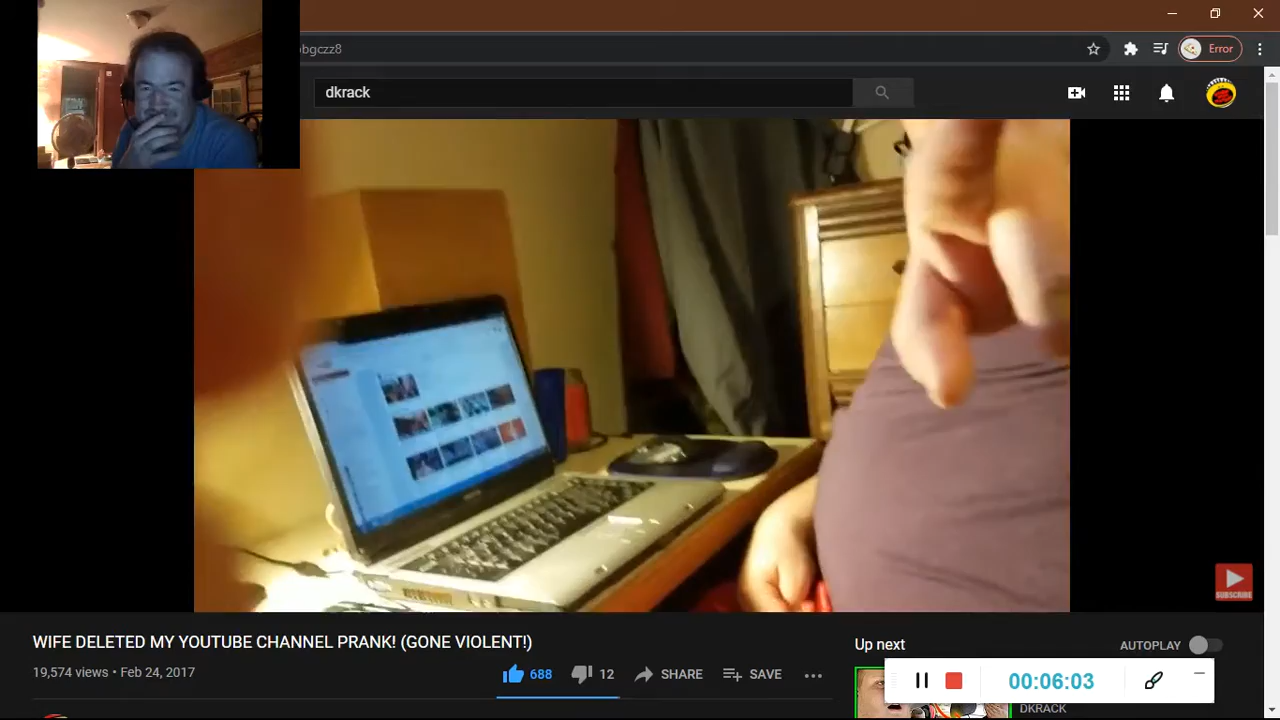 bgczz8
Error
dkrack
SUBSCRIBE
WIFE DELETED MY YOUTUBE CHANNEL PRANK! (GONE VIOLENT!)
19,574 views • Feb 24, 2017
688
12
SHARE
SAVE
Up next
AUTOPLAY
00:06:03
DKRACK